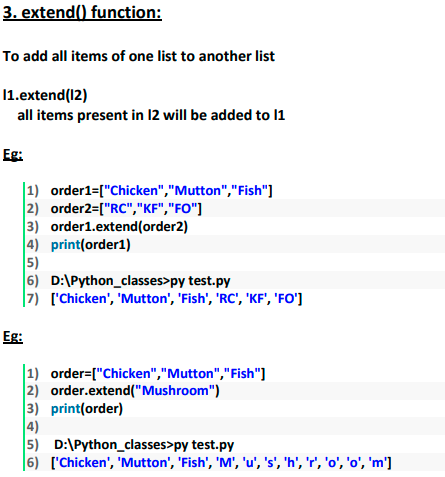 3. extend() function:
To add all items of one list to another list
l1.extend(l2)
all items present in l2 will be added to l1
Eg:
1) order1=["Chicken","Mutton","Fish"]
2) order2=["RC","KF","FO"]
3) order1.extend(order2)
4) print(order1)
5)
6) D:\Python_classes>py test.py
7) ['Chicken', 'Mutton', 'Fish', 'RC', 'KF', 'FO']
Eg:
1) order=["Chicken","Mutton","Fish"]
2) order.extend("Mushroom")
3) print(order)
4)
5) D:\Python_classes>py test.py
6) ['Chicken', 'Mutton', 'Fish', 'M', 'u', 's', 'h', 'r', 'o', 'o', 'm']